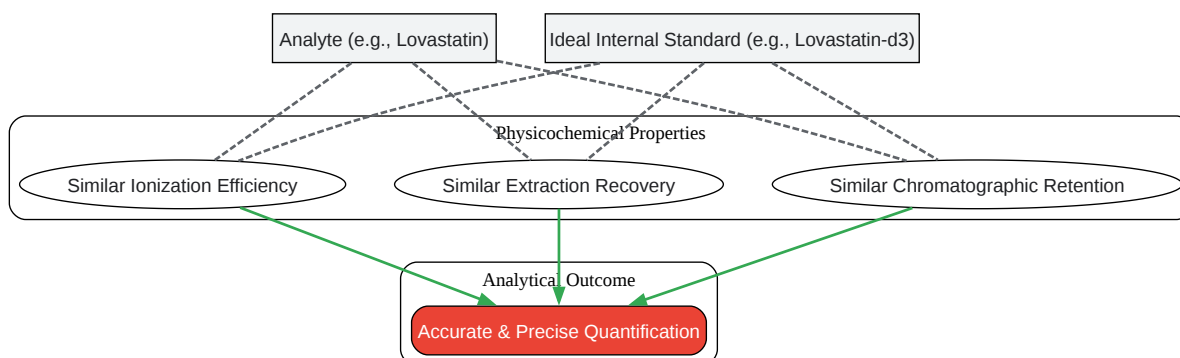 Analyte (e.g., Lovastatin)
Ideal Internal Standard (e.g., Lovastatin-d3)
Physicochemical Properties
Similar Ionization Efficiency
Similar Extraction Recovery
Similar Chromatographic Retention
Analytical Outcome
Accurate & Precise Quantification